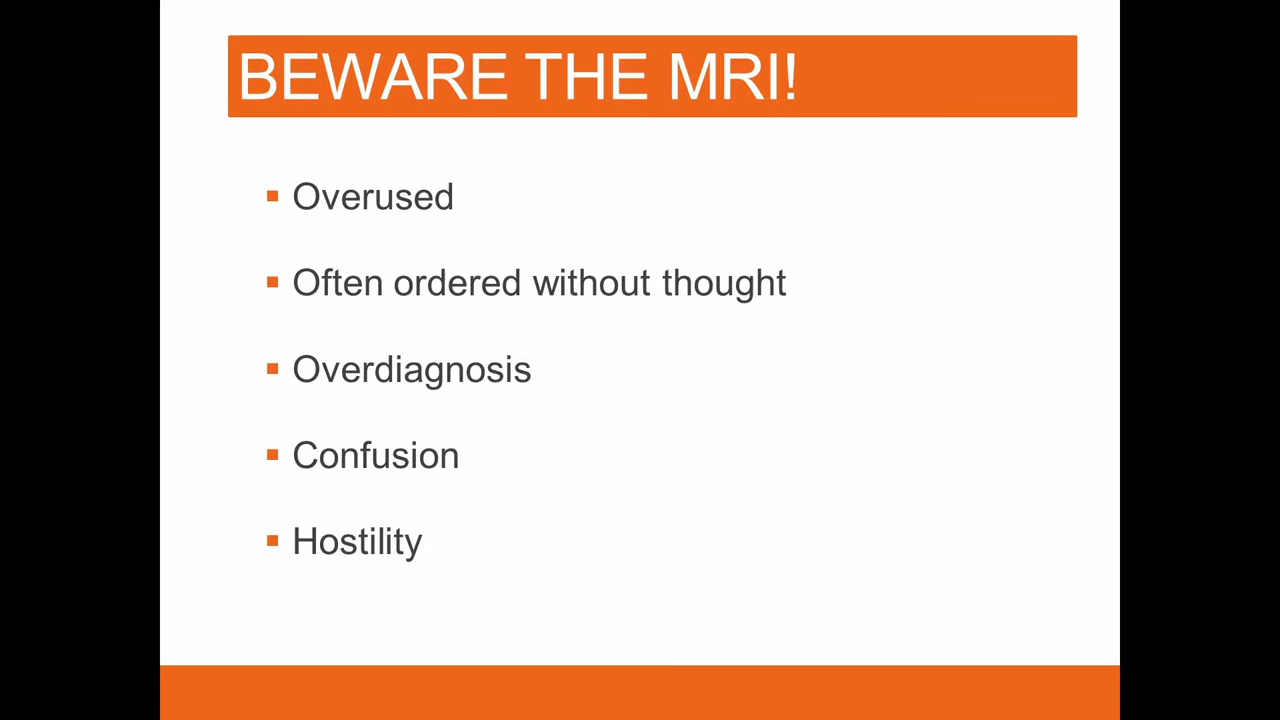 BEWARE THE MRI!
Overused
Often ordered without thought
Overdiagnosis
Confusion
Hostility